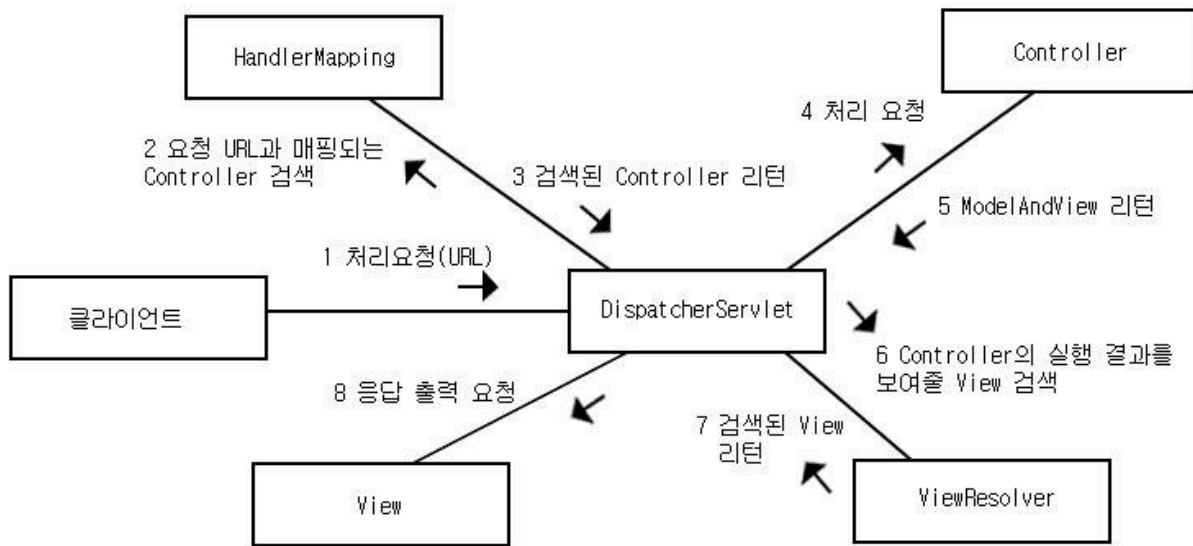 HandlerMapping
Controller
4 처리 요청
2 요청 URL과 매핑되는
Controller 검색
3 검색된 Controller 리턴
5 ModelAndView 리턴
1 처리요청(URL)
클라이언트
DispatcherServlet
6 Controller의 실행 결과를
보여줄 View 검색
8 응답 출력 요청
7 검색된 View
리턴
View
ViewResolver